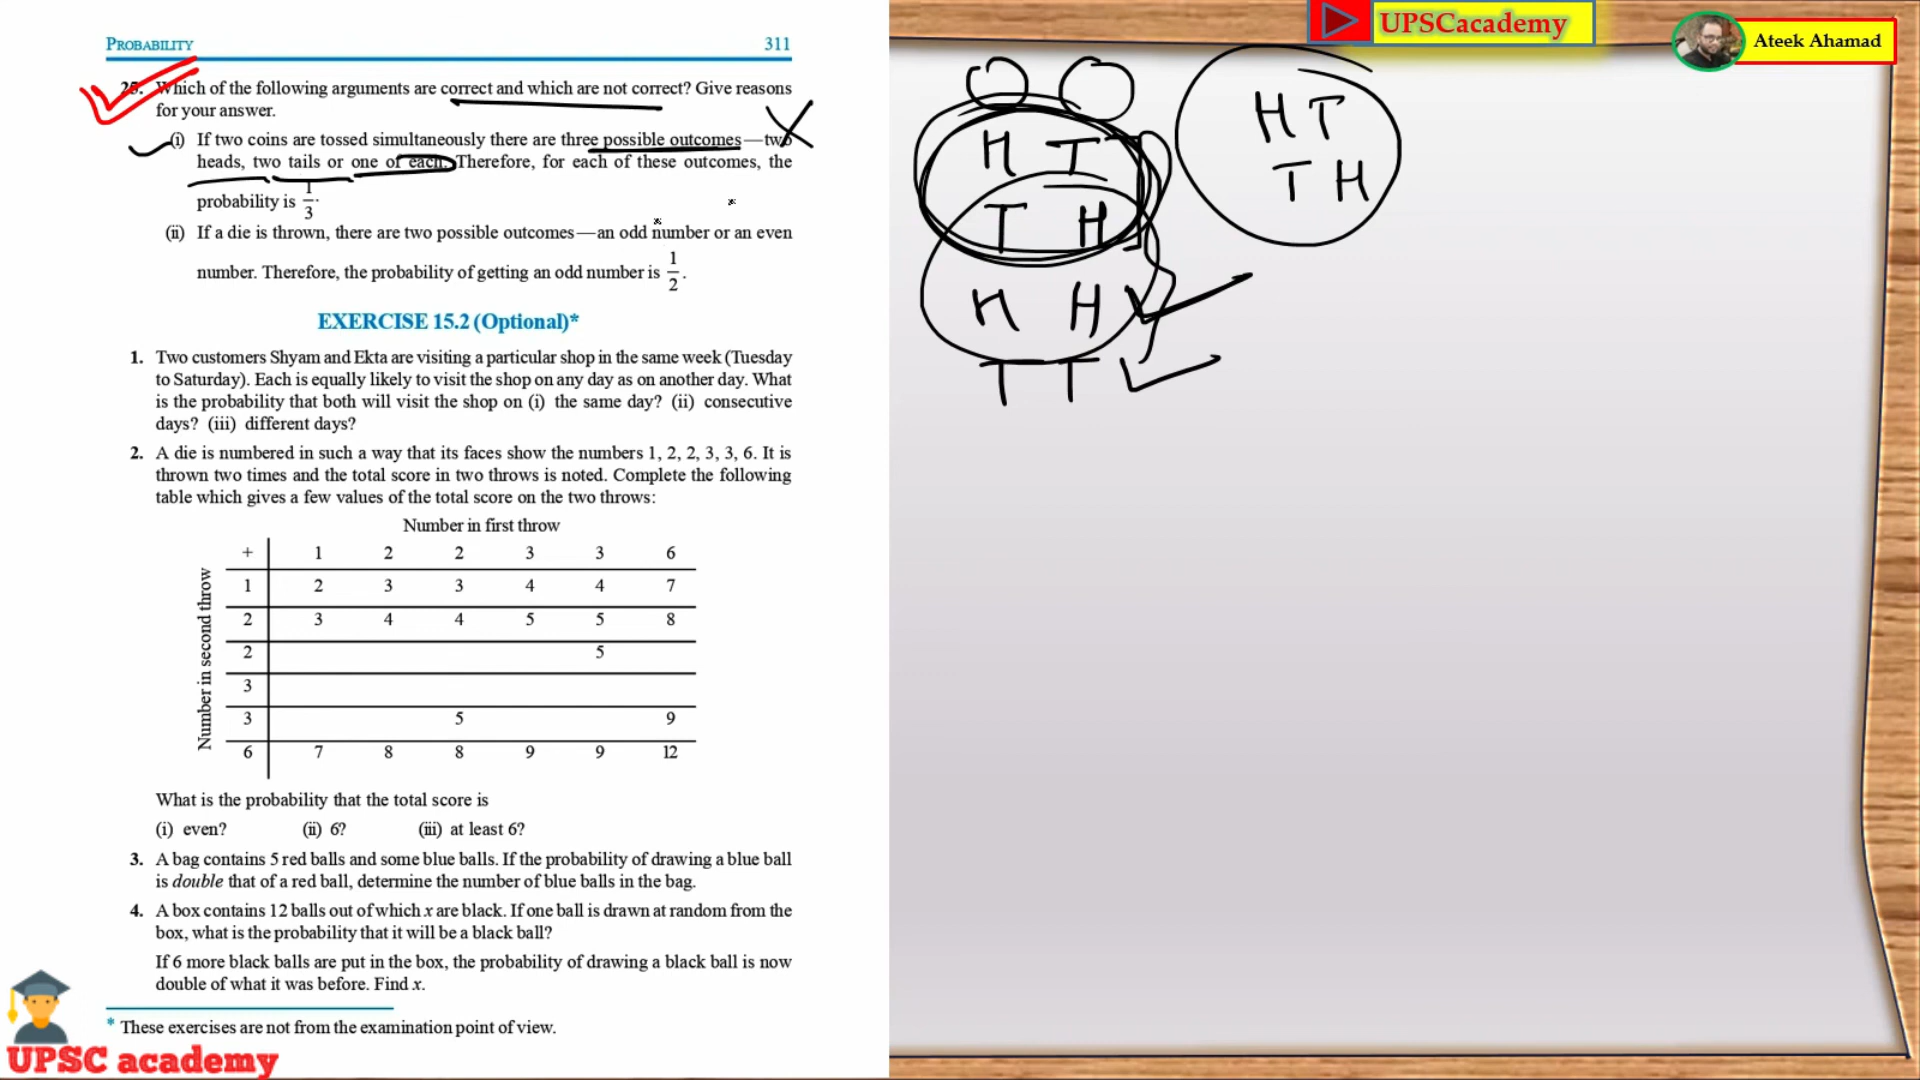 PROBABILITY 311
25. Which of the following arguments are correct and which are not correct? Give reasons
for your answer.
(i) If two coins are tossed simultaneously there are three possible outcomes—two
heads, two tails or one of each. Therefore, for each of these outcomes, the
probability is 1/3.
(ii) If a die is thrown, there are two possible outcomes—an odd number or an even
number. Therefore, the probability of getting an odd number is 1/2.
EXERCISE 15.2 (Optional)*
1. Two customers Shyam and Ekta are visiting a particular shop in the same week (Tuesday
to Saturday). Each is equally likely to visit the shop on any day as on another day. What
is the probability that both will visit the shop on (i) the same day? (ii) consecutive
days? (iii) different days?
2. A die is numbered in such a way that its faces show the numbers 1, 2, 2, 3, 3, 6. It is
thrown two times and the total score in two throws is noted. Complete the following
table which gives a few values of the total score on the two throws:
Number in first throw
Number in second throw
+ 1 2 2 3 3 6
1 2 3 3 4 4 7
2 3 4 4 5 5 8
2 5
3
3 5 9
6 7 8 8 9 9 12
What is the probability that the total score is
(i) even? (ii) 6? (iii) at least 6?
3. A bag contains 5 red balls and some blue balls. If the probability of drawing a blue ball
is double that of a red ball, determine the number of blue balls in the bag.
4. A box contains 12 balls out of which x are black. If one ball is drawn at random from the
box, what is the probability that it will be a black ball?
If 6 more black balls are put in the box, the probability of drawing a black ball is now
double of what it was before. Find x.
* These exercises are not from the examination point of view.
UPSC academy
UPSCacademy
Ateek Ahamad
H T
T H
H H
T T
H T
T H